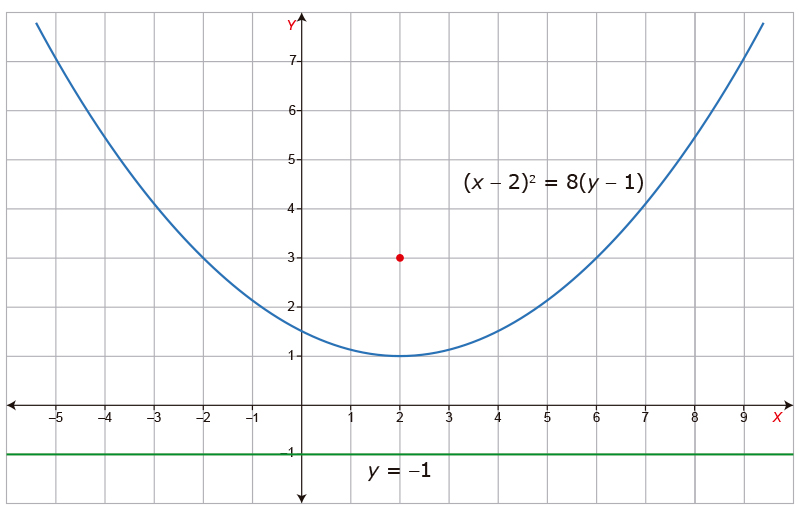 Y
7
6
5
(x – 2)² = 8(y – 1)
4
3
2
1
–5 –4 –3 –2 –1 1 2 3 4 5 6 7 8 9 X
–1
y = –1